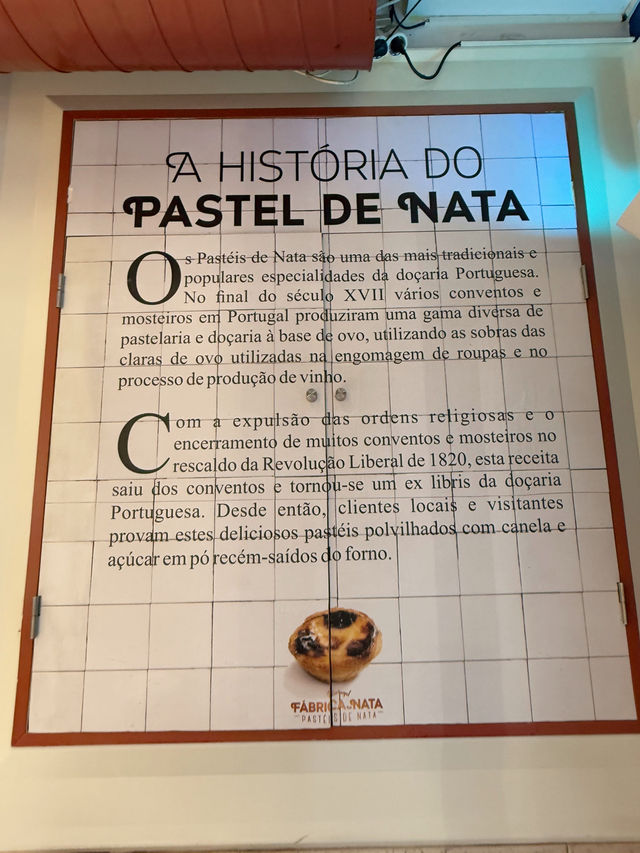 A HISTÓRIA DO
PASTEL DE NATA
Os Pastéis de Nata são uma das mais tradicionais e
populares especialidades da doçaria Portuguesa.
No final do século XVII vários conventos e
mosteiros em Portugal produziram uma gama diversa de
pastelaria e doçaria à base de ovo, utilizando as sobras das
claras de ovo utilizadas na engomagem de roupas e no
processo de produção de vinho.
Com a expulsão das ordens religiosas e o
encerramento de muitos conventos e mosteiros no
rescaldo da Revolução Liberal de 1820, esta receita
saiu dos conventos e tornou-se um ex libris da doçaria
Portuguesa. Desde então, clientes locais e visitantes
provam estes deliciosos pastéis polvilhados com canela e
açúcar em pó recém-saídos do forno.
FÁBRICA DA NATA
PASTÉIS DE NATA